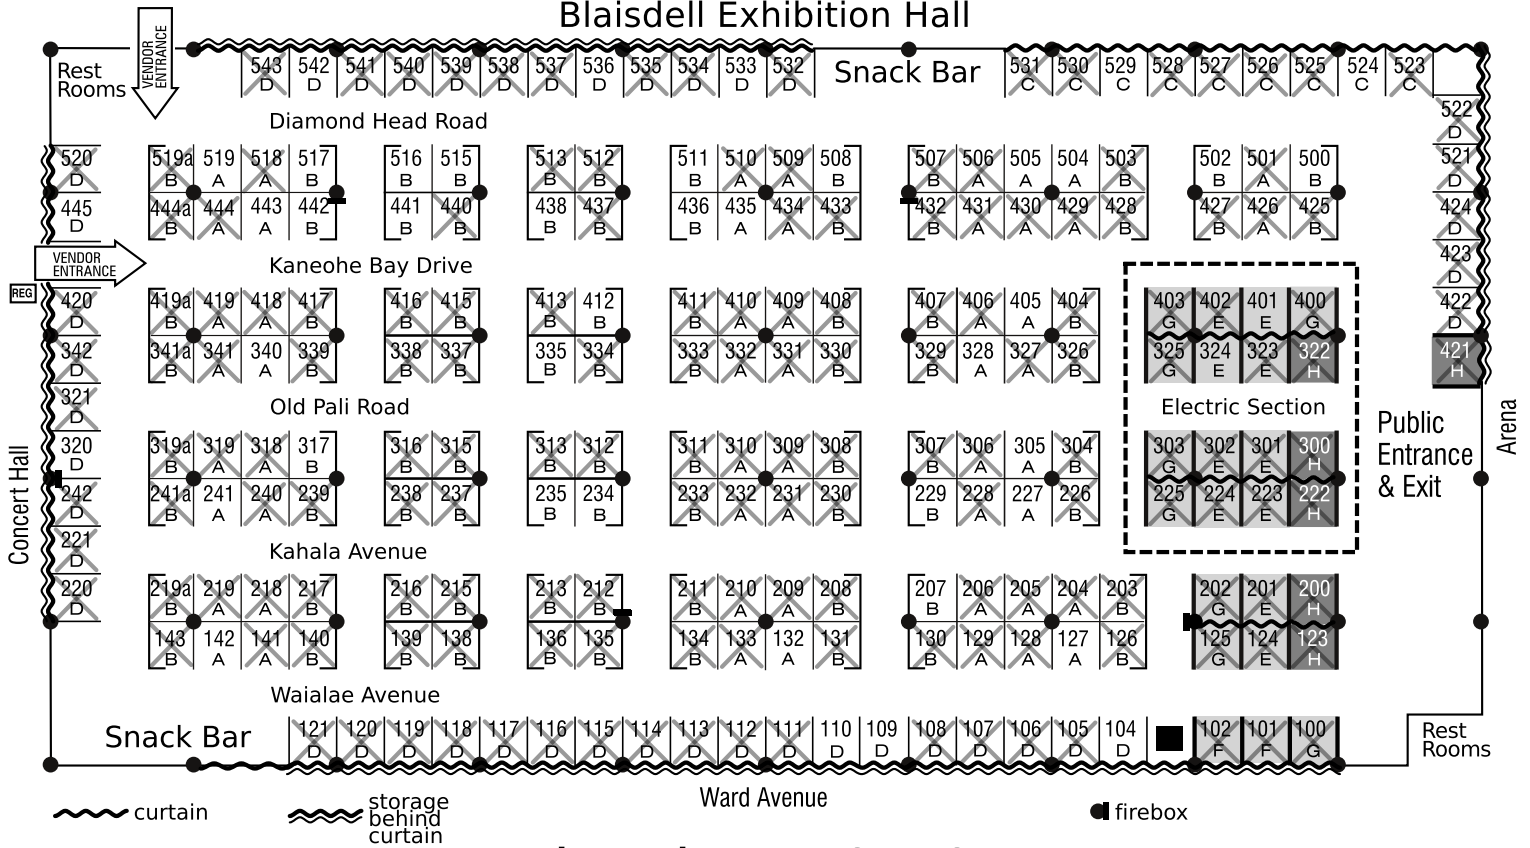 Blaisdell Exhibition Hall
VENDOR
ENTRANCE
Rest
Rooms
543 542 541 540 539 538 537 536 535 534 533 532
D D D D D D D D D D D D
Snack Bar
531 530 529 528 527 526 525 524 523
C C C C C C C C C
522
D
Diamond Head Road
520
D
519a 519 518 517 516 515 513 512 511 510 509 508 507 506 505 504 503 502 501 500
B A A B B B B B B A A B B A A A B B A B
521
D
445
D
444a 444 443 442 441 440 438 437 436 435 434 433 432 431 430 429 428 427 426 425
B A A B B B B B B A A B B A A A B B A B
424
D
VENDOR
ENTRANCE
Kaneohe Bay Drive
423
D
REG
420
D
419a 419 418 417 416 415 413 412 411 410 409 408 407 406 405 404 403 402 401 400
B A A B B B B B B A A B B A A B G E E G
422
D
342
D
341a 341 340 339 338 337 335 334 333 332 331 330 329 328 327 326 325 324 323 322
B A A B B B B B B A A B B A A B G E E H
421
H
321
D
Old Pali Road
Electric Section
Public
Entrance
& Exit
Arena
Concert Hall
320
D
319a 319 318 317 316 315 313 312 311 310 309 308 307 306 305 304 303 302 301 300
B A A B B B B B B A A B B A A B G E E H
242
D
241a 241 240 239 238 237 235 234 233 232 231 230 229 228 227 226 225 224 223 222
B A A B B B B B B A A B B A A B G E E H
221
D
Kahala Avenue
220
D
219a 219 218 217 216 215 213 212 211 210 209 208 207 206 205 204 203 202 201 200
B A A B B B B B B A A B B A A A B G E H
143 142 141 140 139 138 136 135 134 133 132 131 130 129 128 127 126 125 124 123
B A A B B B B B B A A B B A A A B G E H
Waialae Avenue
Snack Bar
121 120 119 118 117 116 115 114 113 112 111 110 109 108 107 106 105 104 102 101 100
D D D D D D D D D D D D D D D D D D F F G
Rest
Rooms
Ward Avenue
curtain
storage
behind
curtain
firebox